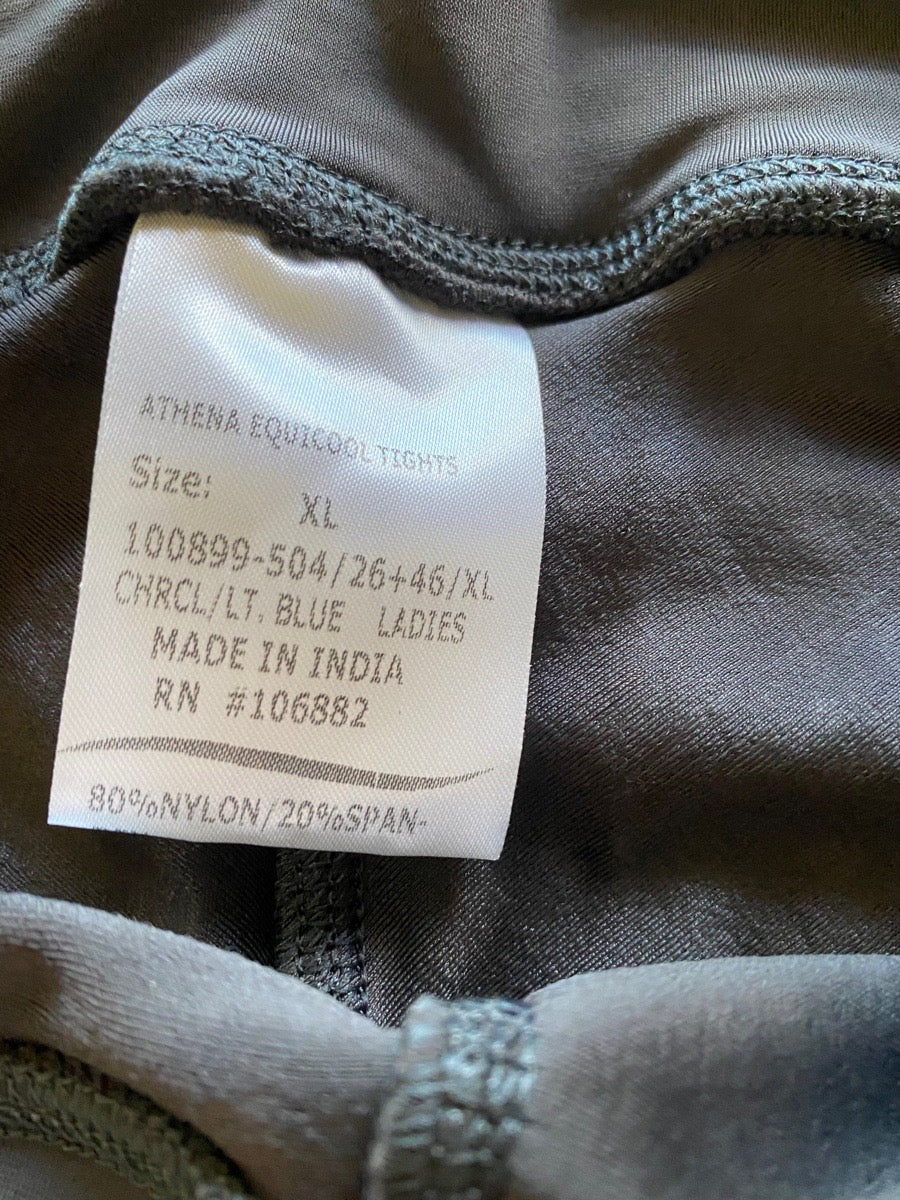 ATHENA EQUICOOL TIGHTS
Size:
XL
100899-504/26+46/XL
CHRCL/LT. BLUE LADIES
MADE IN INDIA
RN #106882
80%NYLON/20%SPAN-